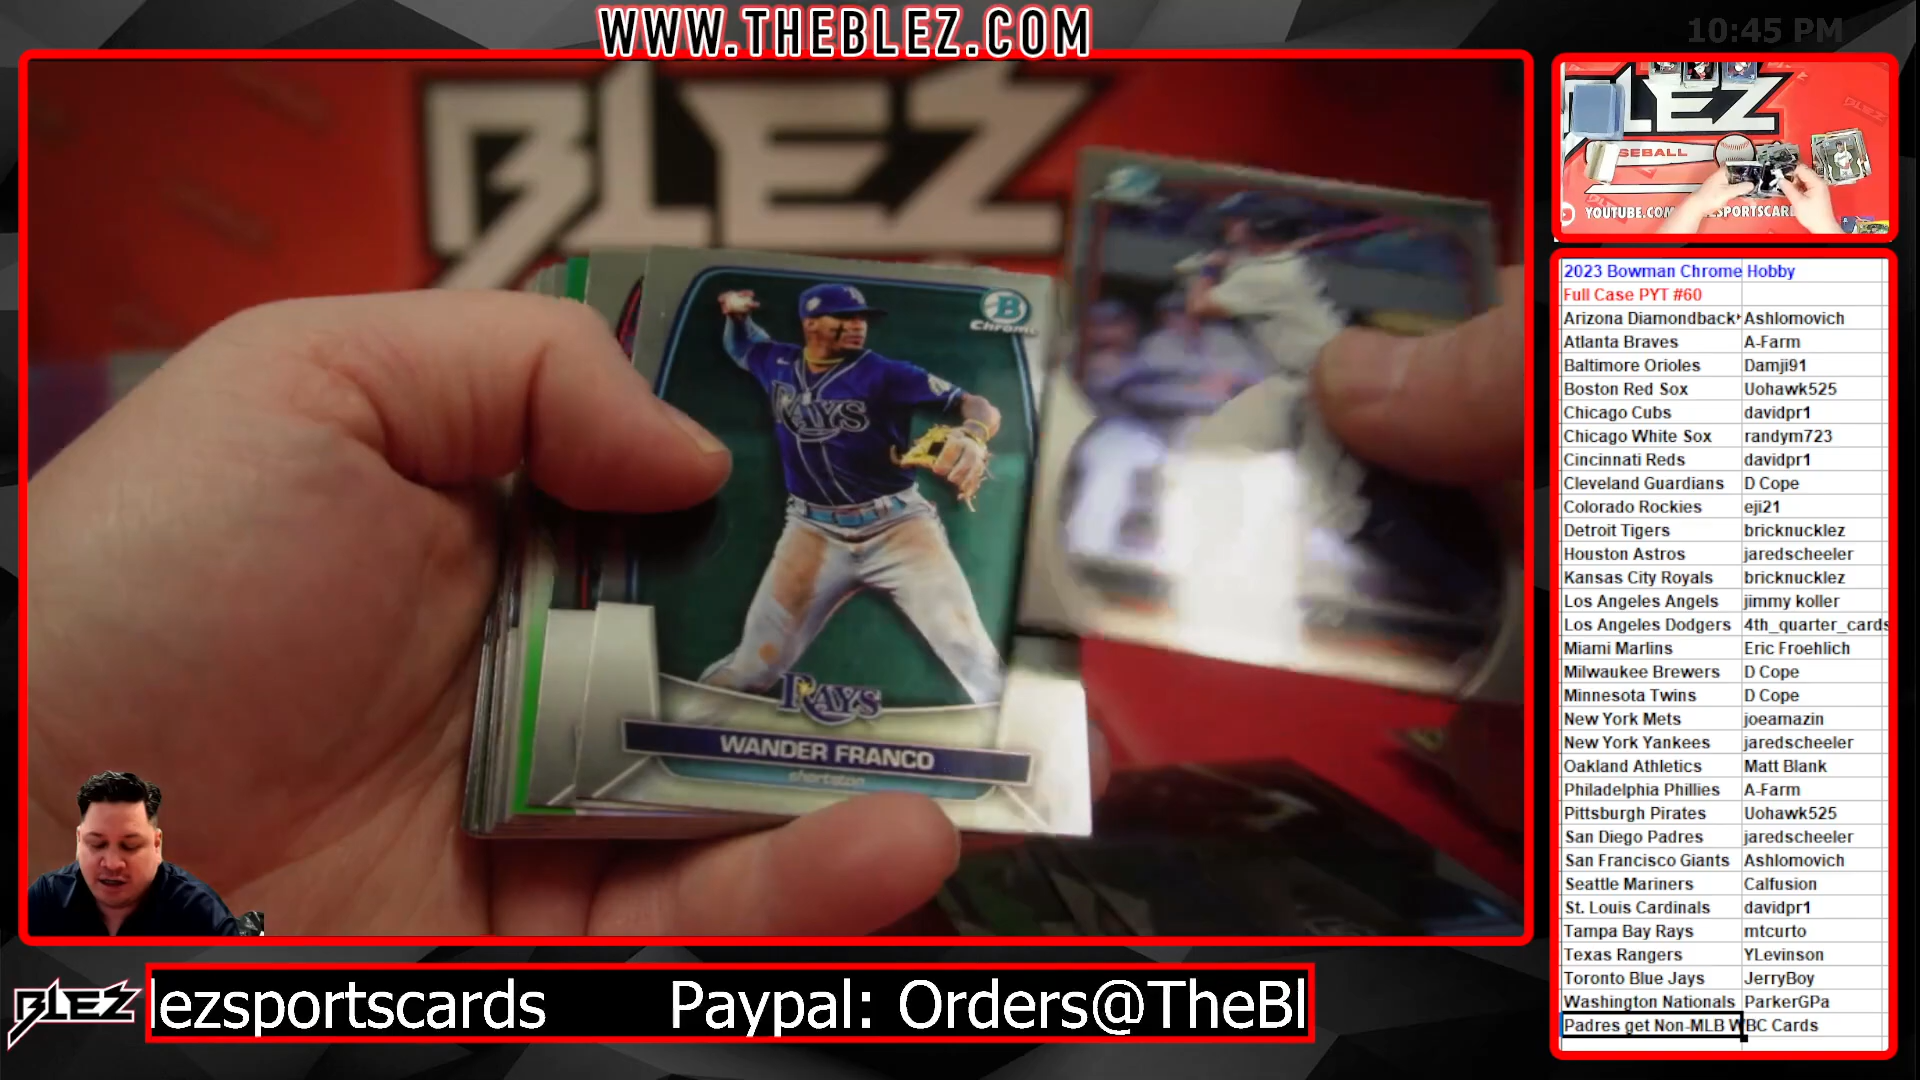 WWW.THEBLEZ.COM
10:45 PM
BLEZ
B
Chrome
RAYS
RAYS
WANDER FRANCO
shortstop
LEZ
SEBALL
YOUTUBE.COM
SPORTSCAR
2023 Bowman Chrome Hobby
Full Case PYT #60
Arizona Diamondback Ashlomovich
Atlanta Braves A-Farm
Baltimore Orioles Damji91
Boston Red Sox Uohawk525
Chicago Cubs davidpr1
Chicago White Sox randym723
Cincinnati Reds davidpr1
Cleveland Guardians D Cope
Colorado Rockies eji21
Detroit Tigers bricknucklez
Houston Astros jaredscheeler
Kansas City Royals bricknucklez
Los Angeles Angels jimmy koller
Los Angeles Dodgers 4th_quarter_cards
Miami Marlins Eric Froehlich
Milwaukee Brewers D Cope
Minnesota Twins D Cope
New York Mets joeamazin
New York Yankees jaredscheeler
Oakland Athletics Matt Blank
Philadelphia Phillies A-Farm
Pittsburgh Pirates Uohawk525
San Diego Padres jaredscheeler
San Francisco Giants Ashlomovich
Seattle Mariners Calfusion
St. Louis Cardinals davidpr1
Tampa Bay Rays mtcurto
Texas Rangers YLevinson
Toronto Blue Jays JerryBoy
Washington Nationals ParkerGPa
Padres get Non-MLB WBC Cards
BLEZ
lezsportscards Paypal: Orders@TheBl